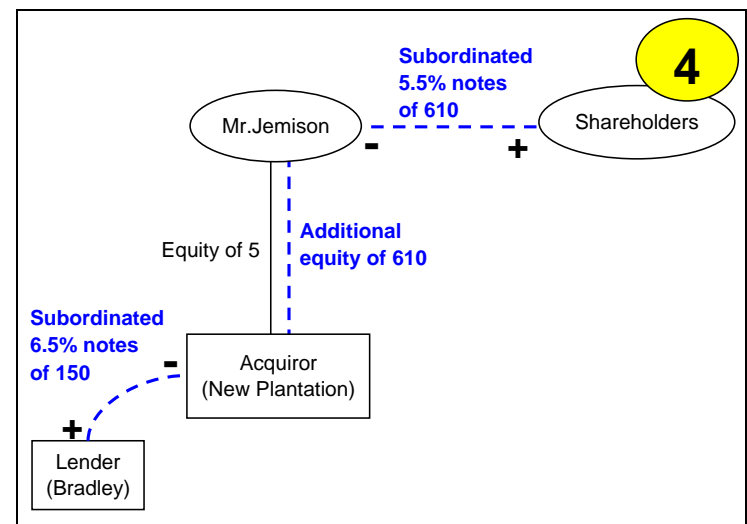 Subordinated
5.5% notes
of 610
4
Mr.Jemison
Shareholders
-
+
Equity of 5
Additional
equity of 610
Subordinated
6.5% notes
of 150
-
Acquiror
(New Plantation)
+
Lender
(Bradley)